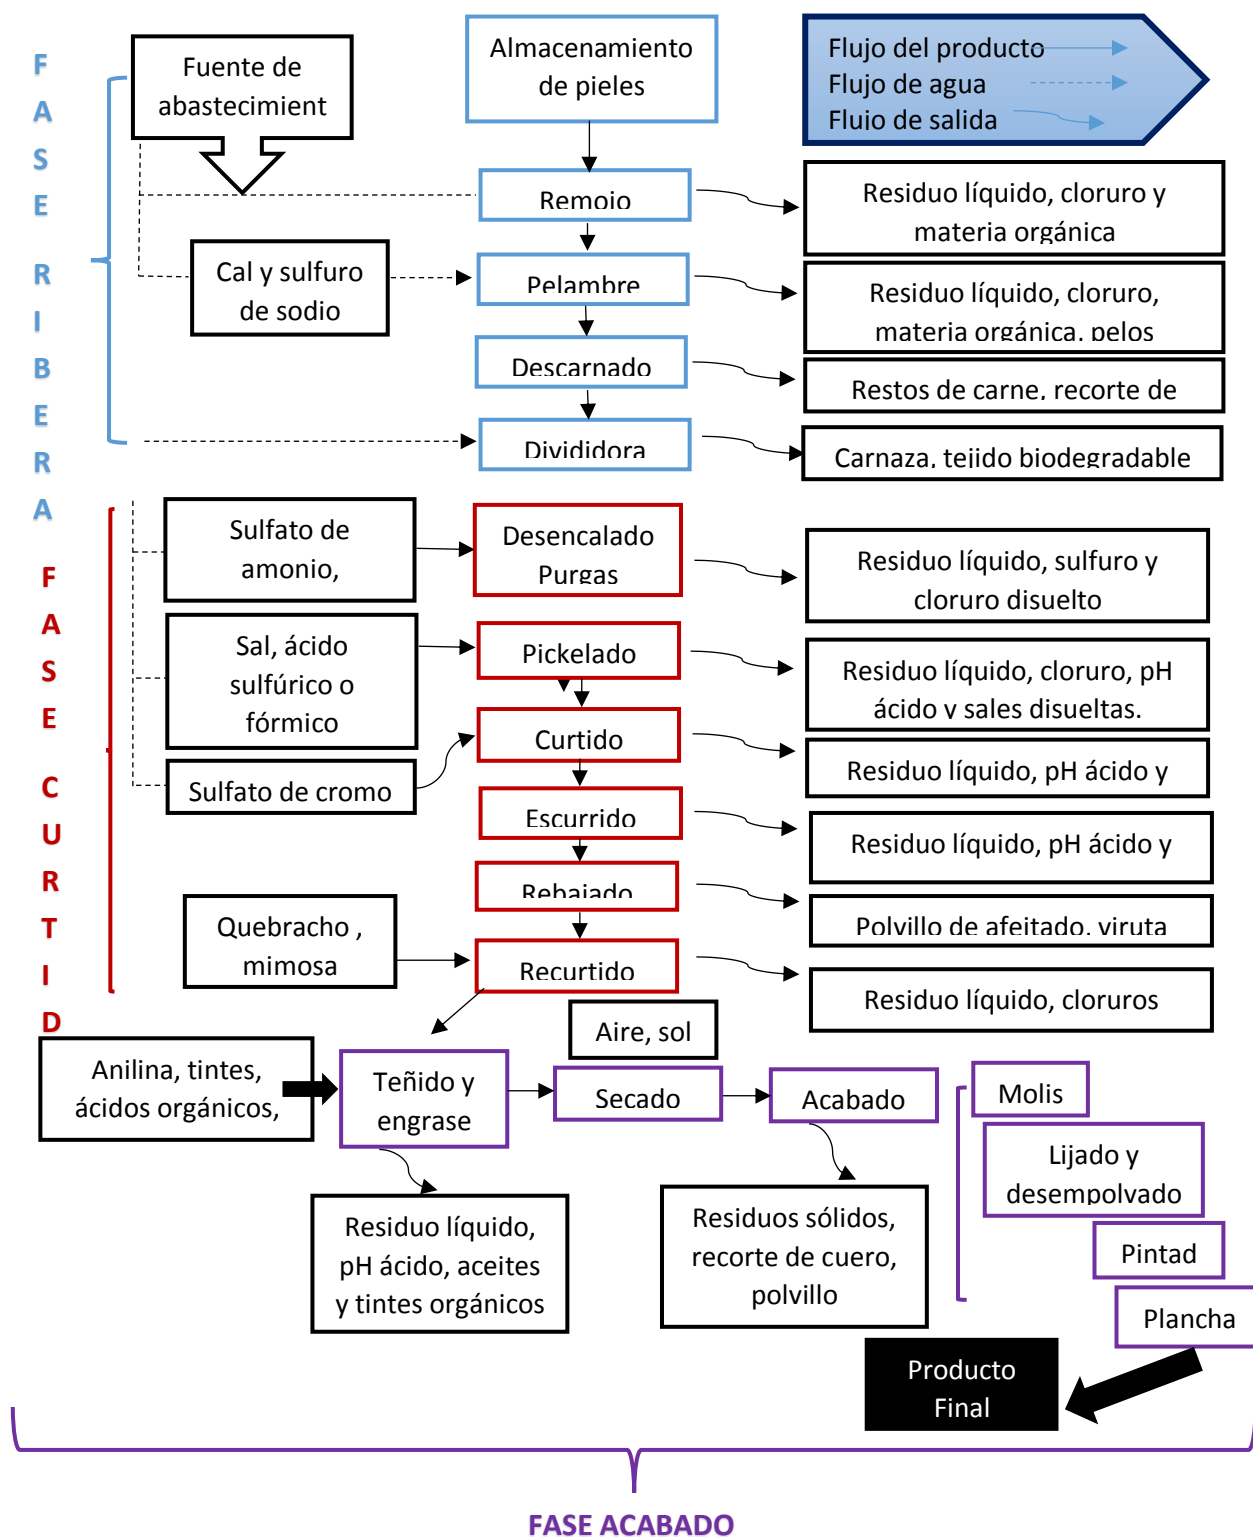 FASE RIBERA
Fuente de
abastecimient
Almacenamiento
de pieles
Flujo del producto
Flujo de agua
Flujo de salida
Remojo
Residuo líquido, cloruro y
materia orgánica
Cal y sulfuro
de sodio
Pelambre
Residuo líquido, cloruro,
materia orgánica, pelos
Descarnado
Restos de carne, recorte de
Divididora
Carnaza, tejido biodegradable
FASE CURTID
Sulfato de
amonio,
Desencalado
Purgas
Residuo líquido, sulfuro y
cloruro disuelto
Sal, ácido
sulfúrico o
fórmico
Pickelado
Residuo líquido, cloruro, pH
ácido y sales disueltas.
Sulfato de cromo
Curtido
Residuo líquido, pH ácido y
Escurrido
Residuo líquido, pH ácido y
Rebajado
Polvillo de afeitado, viruta
Quebracho ,
mimosa
Recurtido
Residuo líquido, cloruros
Aire, sol
Anilina, tintes,
ácidos orgánicos,
Teñido y
engrase
Secado
Acabado
Molis
Lijado y
desempolvado
Pintad
Plancha
Residuo líquido,
pH ácido, aceites
y tintes orgánicos
Residuos sólidos,
recorte de cuero,
polvillo
Producto
Final
FASE ACABADO